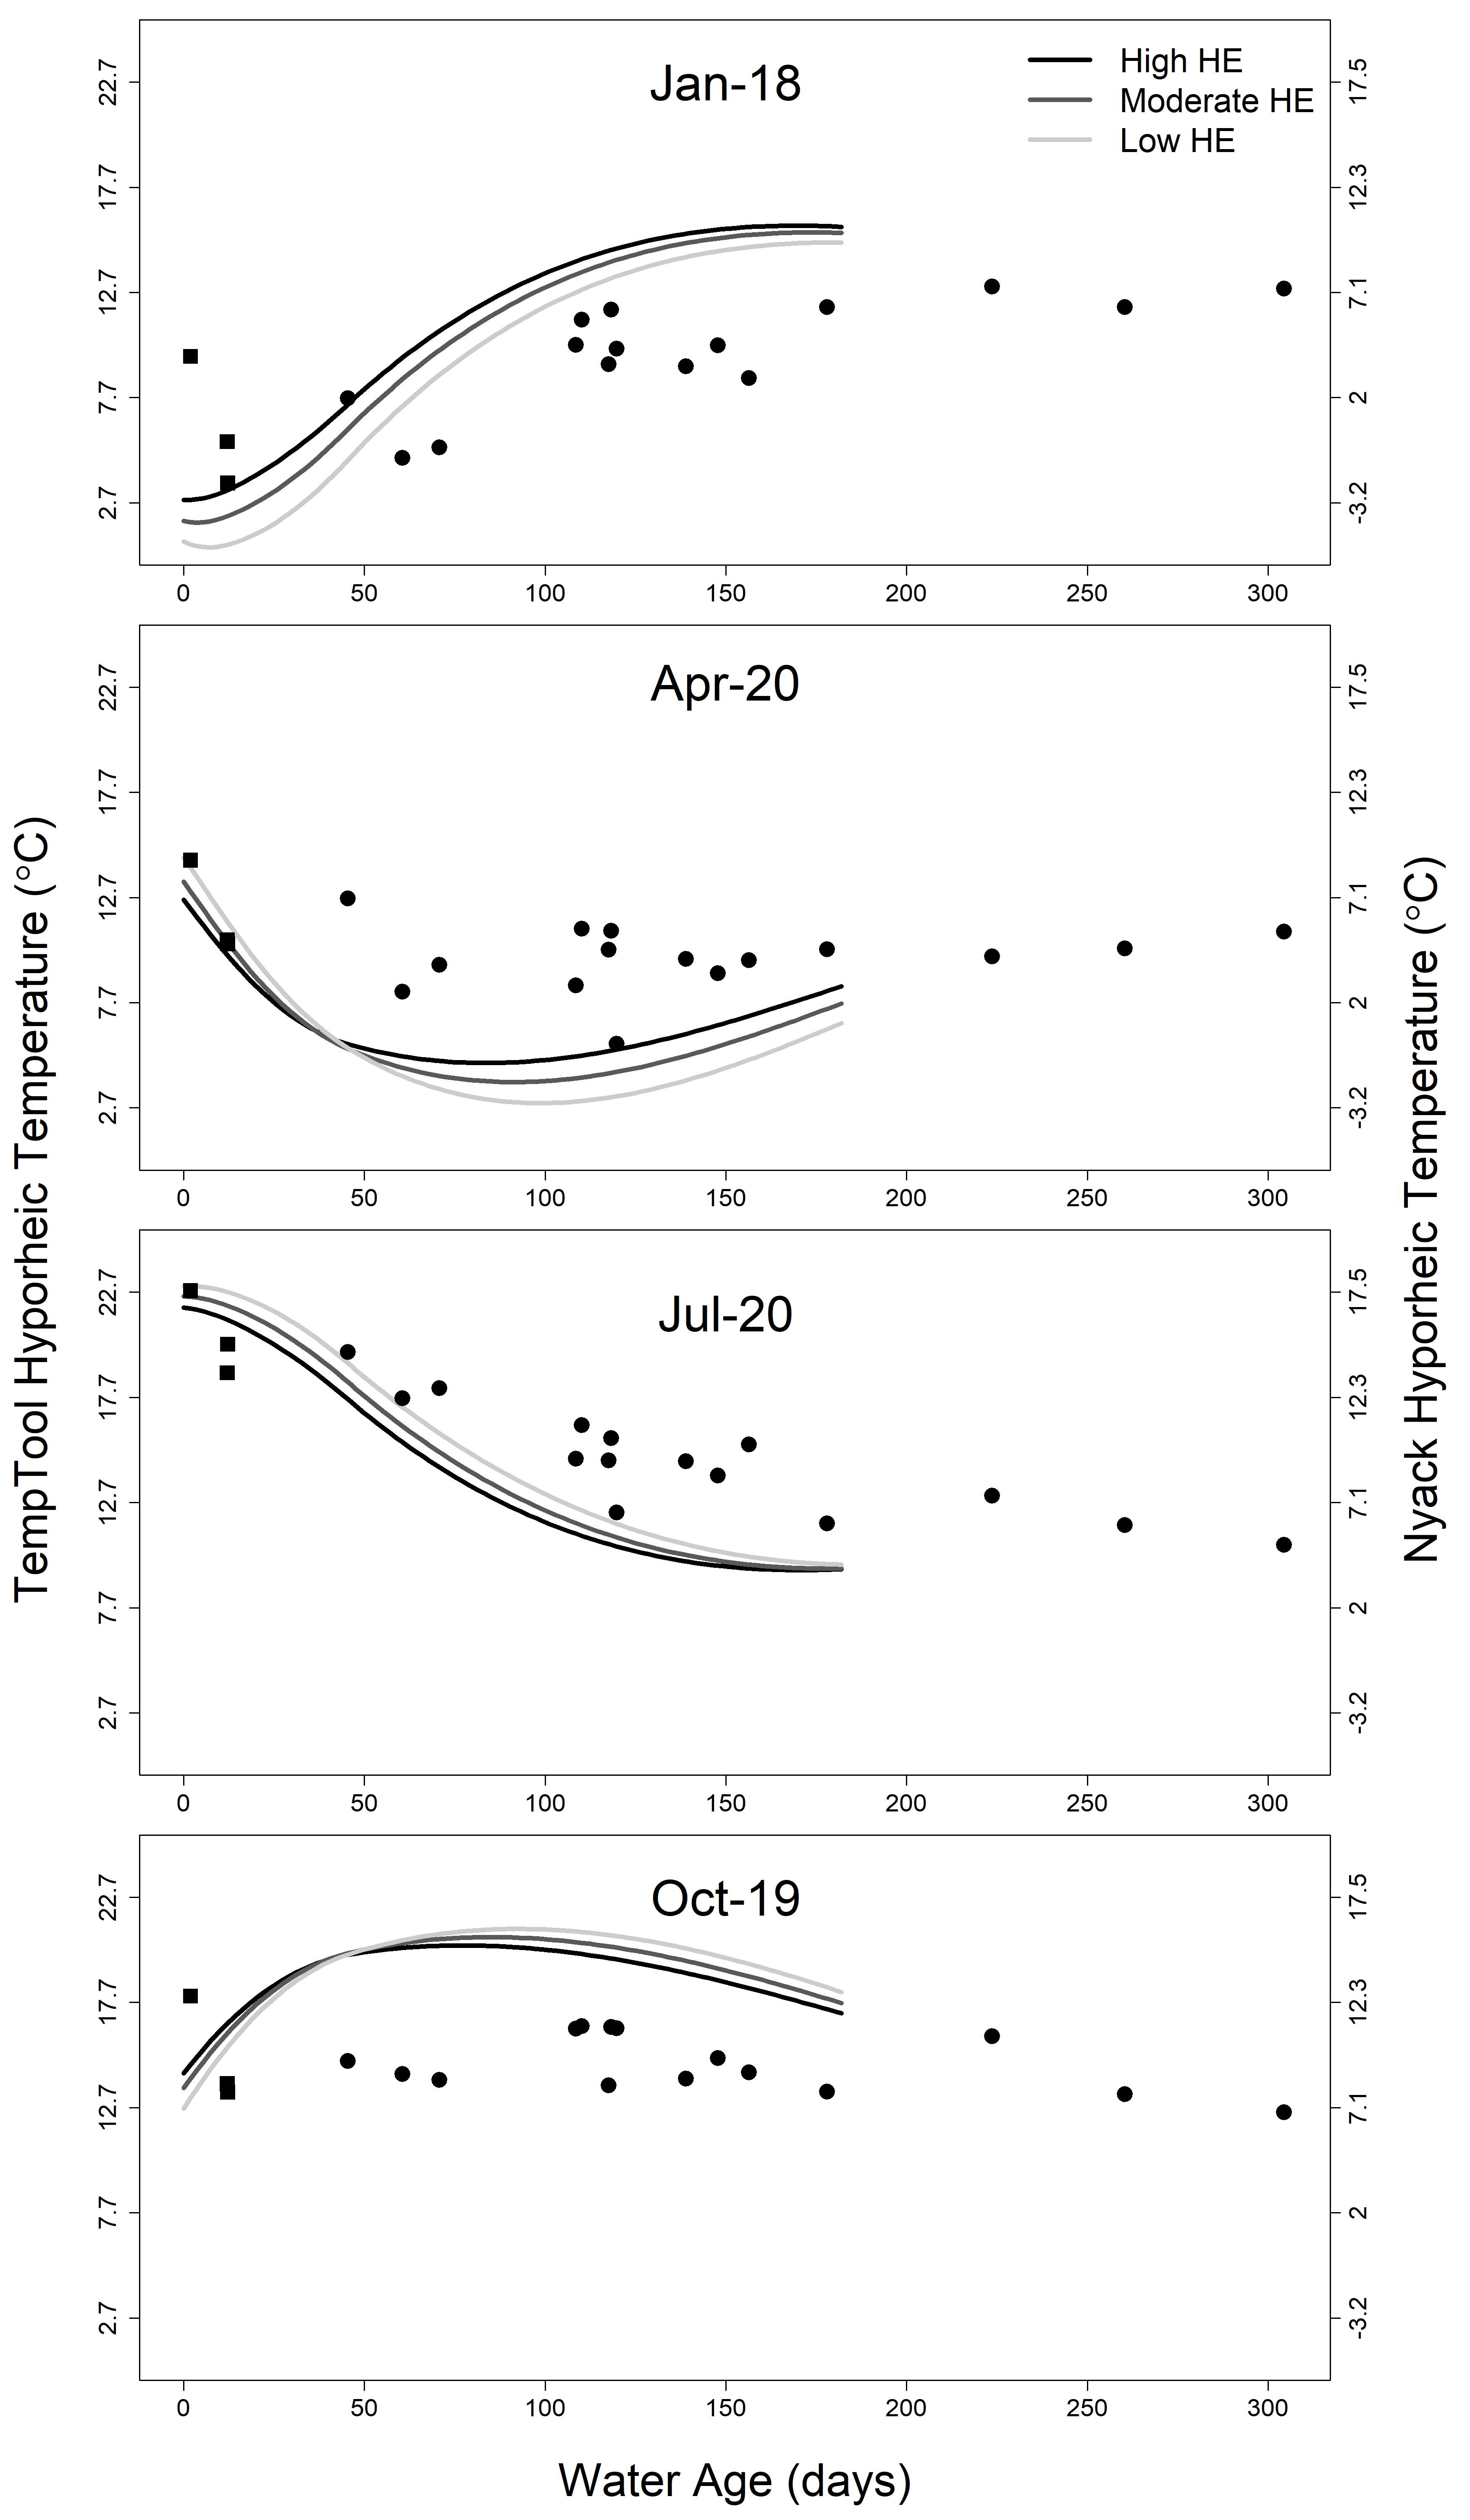 Jan-18
High HE
Moderate HE
Low HE
22.7
17.7
12.7
7.7
2.7
17.5
12.3
7.1
2
-3.2
0 50 100 150 200 250 300
Apr-20
22.7
17.7
12.7
7.7
2.7
17.5
12.3
7.1
2
-3.2
0 50 100 150 200 250 300
Jul-20
22.7
17.7
12.7
7.7
2.7
17.5
12.3
7.1
2
-3.2
0 50 100 150 200 250 300
Oct-19
22.7
17.7
12.7
7.7
2.7
17.5
12.3
7.1
2
-3.2
0 50 100 150 200 250 300
TempTool Hyporheic Temperature (°C)
Nyack Hyporheic Temperature (°C)
Water Age (days)